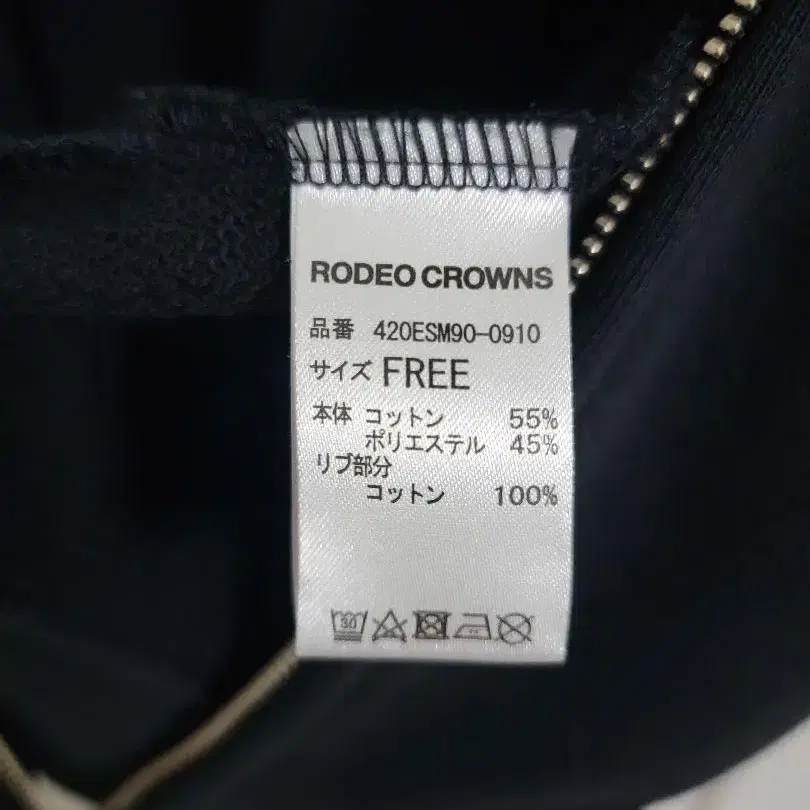 RODEO CROWNS
品番 420ESM90-0910
サイズ FREE
本体 コットン 55%
ポリエステル 45%
リブ部分
コットン 100%
30